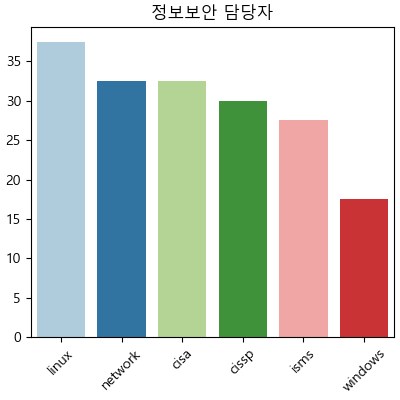 정보보안 담당자
35
30
25
20
15
10
5
0
linux
network
cisa
cissp
isms
windows